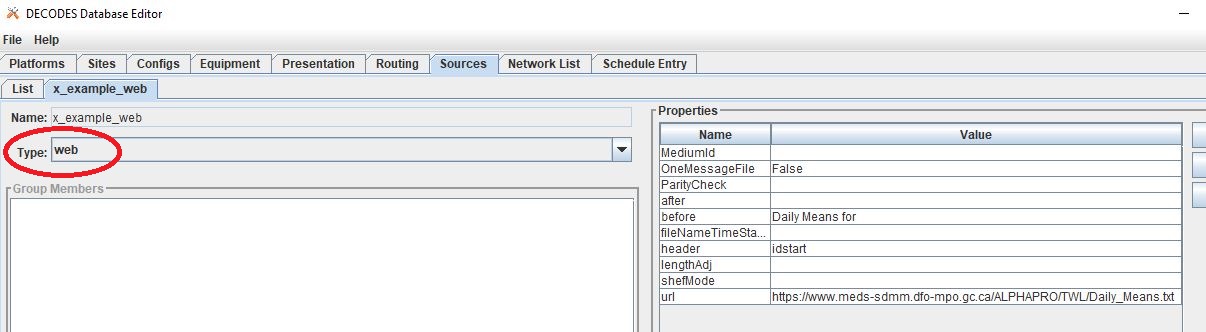 DECODES Database Editor
File Help
Platforms Sites Configs Equipment Presentation Routing Sources Network List Schedule Entry
List x_example_web
Name: x_example_web
Type: web
Group Members
Properties
Name Value
MediumId
OneMessageFile False
ParityCheck
after
before Daily Means for
fileNameTimeSta...
header idstart
lengthAdj
shefMode
url https://www.meds-sdmm.dfo-mpo.gc.ca/ALPHAPRO/TWL/Daily_Means.txt